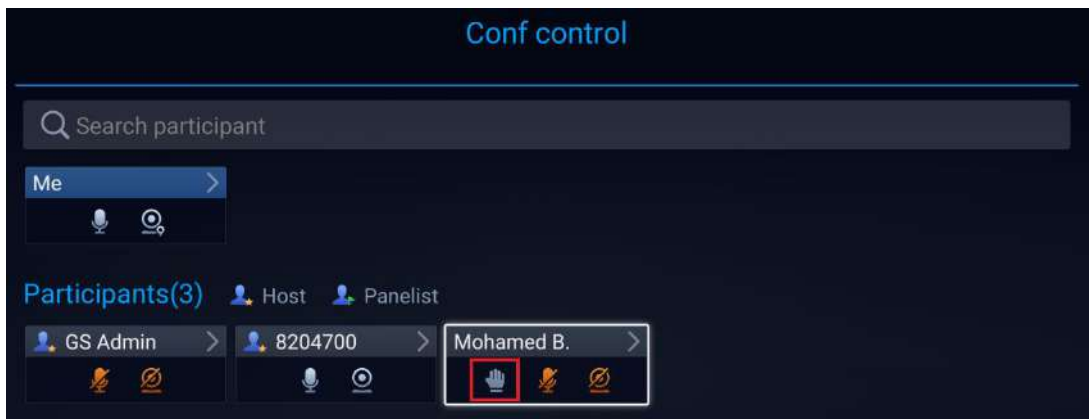 Conf control
Search participant
Me
Participants(3) Host Panelist
GS Admin 8204700 Mohamed B.